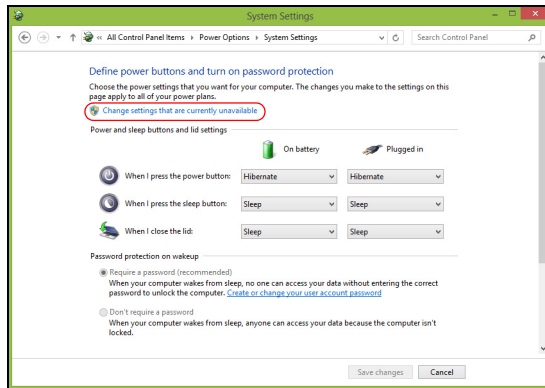 System Settings
« All Control Panel Items › Power Options › System Settings
Search Control Panel
Define power buttons and turn on password protection
Choose the power settings that you want for your computer. The changes you make to the settings on this
page apply to all of your power plans.
Change settings that are currently unavailable
Power and sleep buttons and lid settings
On battery Plugged in
When I press the power button: Hibernate Hibernate
When I press the sleep button: Sleep Sleep
When I close the lid: Sleep Sleep
Password protection on wakeup
Require a password (recommended)
When your computer wakes from sleep, no one can access your data without entering the correct
password to unlock the computer. Create or change your user account password
Don't require a password
When your computer wakes from sleep, anyone can access your data because the computer isn't
locked.
Save changes Cancel